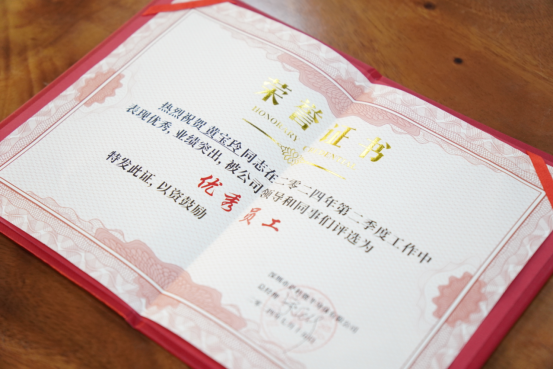 荣誉证书
HONORARY
热烈祝贺黄宝玲同志在二零二四年第二季度工作中
表现优秀,业绩突出,被公司领导和同事们评选为
优秀员工
特发此证,以资鼓励